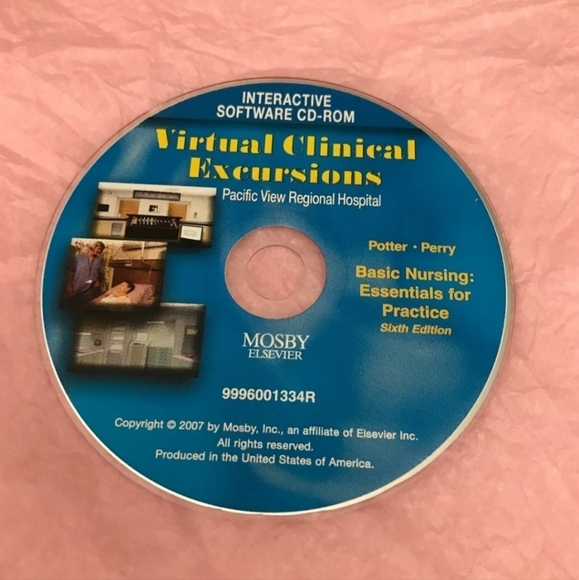 INTERACTIVE
SOFTWARE CD-ROM
Virtual Clinical
Excursions
Pacific View Regional Hospital
Potter · Perry
Basic Nursing:
Essentials for
Practice
Sixth Edition
MOSBY
ELSEVIER
9996001334R
Copyright © 2007 by Mosby, Inc., an affiliate of Elsevier Inc.
All rights reserved.
Produced in the United States of America.